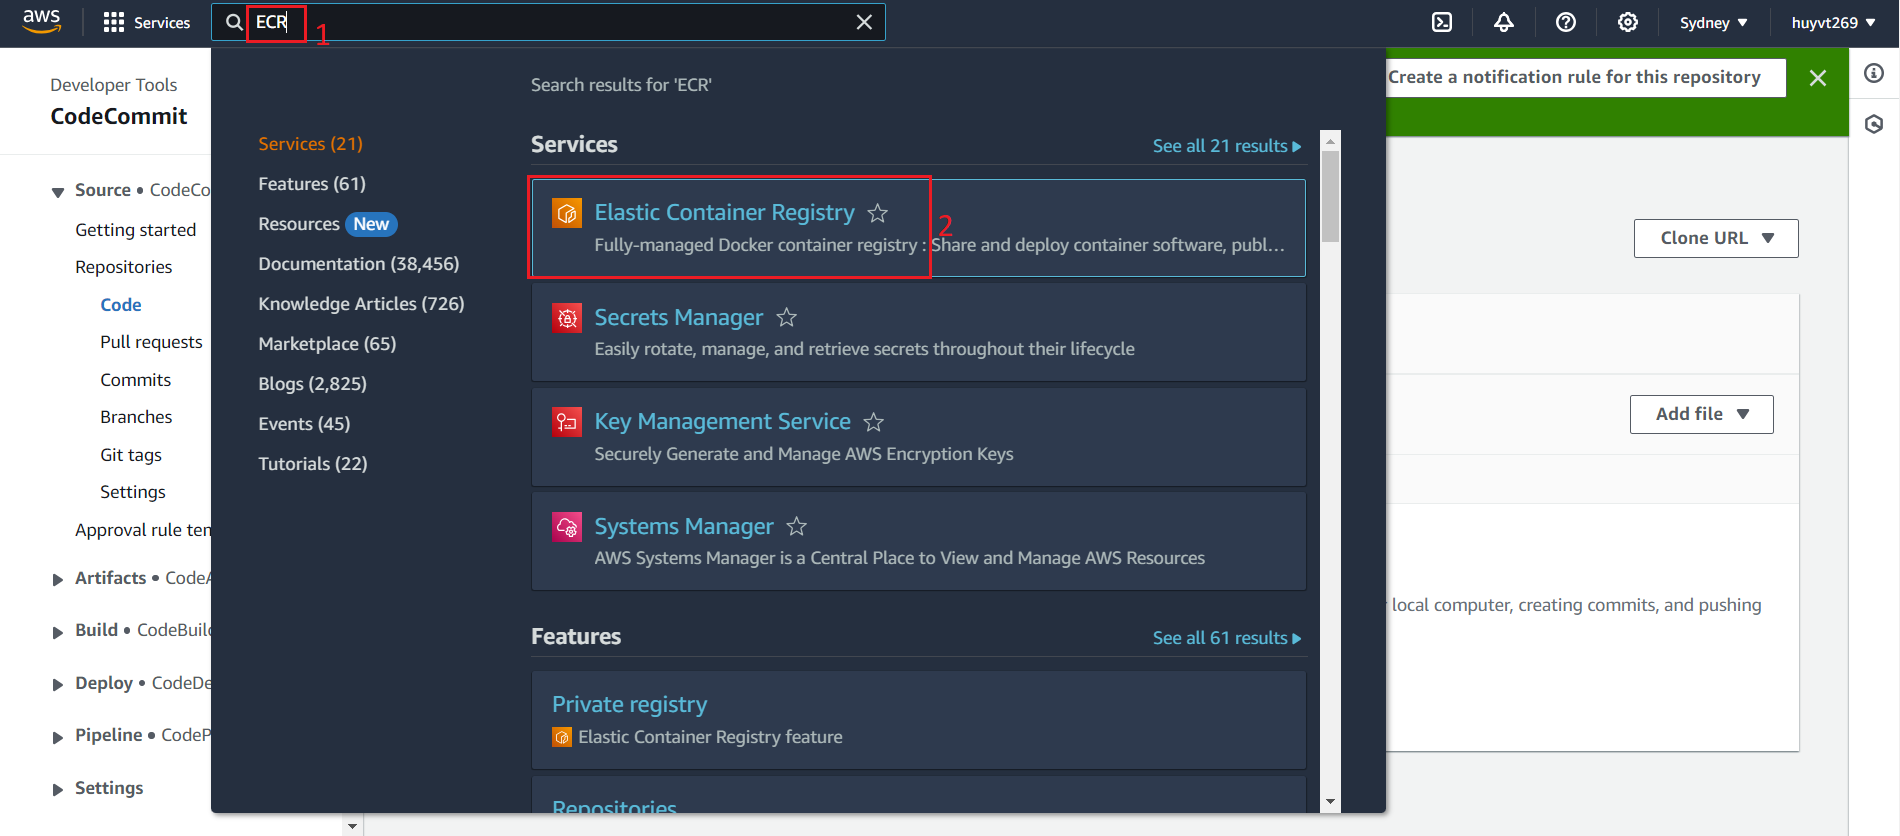 aws
Services
ECR
1
Sydney ▼
huyvt269 ▼
Developer Tools
CodeCommit
Source • CodeCo
Getting started
Repositories
Code
Pull requests
Commits
Branches
Git tags
Settings
Approval rule ten
Artifacts • CodeA
Build • CodeBuild
Deploy • CodeDe
Pipeline • CodeP
Settings
Search results for 'ECR'
Services (21)
Features (61)
Resources New
Documentation (38,456)
Knowledge Articles (726)
Marketplace (65)
Blogs (2,825)
Events (45)
Tutorials (22)
Services
See all 21 results ▶
Elastic Container Registry
2
Fully-managed Docker container registry : Share and deploy container software, publ…
Secrets Manager
Easily rotate, manage, and retrieve secrets throughout their lifecycle
Key Management Service
Securely Generate and Manage AWS Encryption Keys
Systems Manager
AWS Systems Manager is a Central Place to View and Manage AWS Resources
Features
See all 61 results ▶
Private registry
Elastic Container Registry feature
Repositories
Create a notification rule for this repository
Clone URL ▼
Add file ▼
local computer, creating commits, and pushing